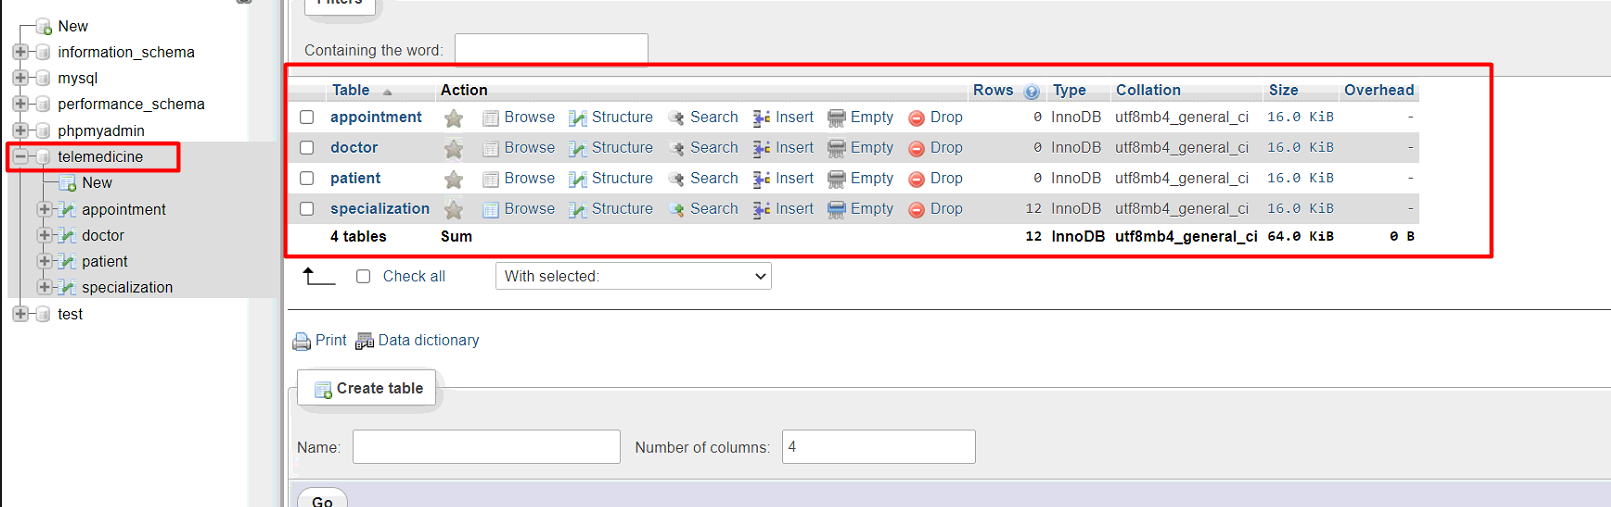 New
information_schema
mysql
performance_schema
phpmyadmin
telemedicine
New
appointment
doctor
patient
specialization
test
Filters
Containing the word:
Table Action Rows Type Collation Size Overhead
appointment Browse Structure Search Insert Empty Drop 0 InnoDB utf8mb4_general_ci 16.0 KiB -
doctor Browse Structure Search Insert Empty Drop 0 InnoDB utf8mb4_general_ci 16.0 KiB -
patient Browse Structure Search Insert Empty Drop 0 InnoDB utf8mb4_general_ci 16.0 KiB -
specialization Browse Structure Search Insert Empty Drop 12 InnoDB utf8mb4_general_ci 16.0 KiB -
4 tables Sum 12 InnoDB utf8mb4_general_ci 64.0 KiB 0 B
Check all With selected:
Print Data dictionary
Create table
Name: Number of columns: 4
Go